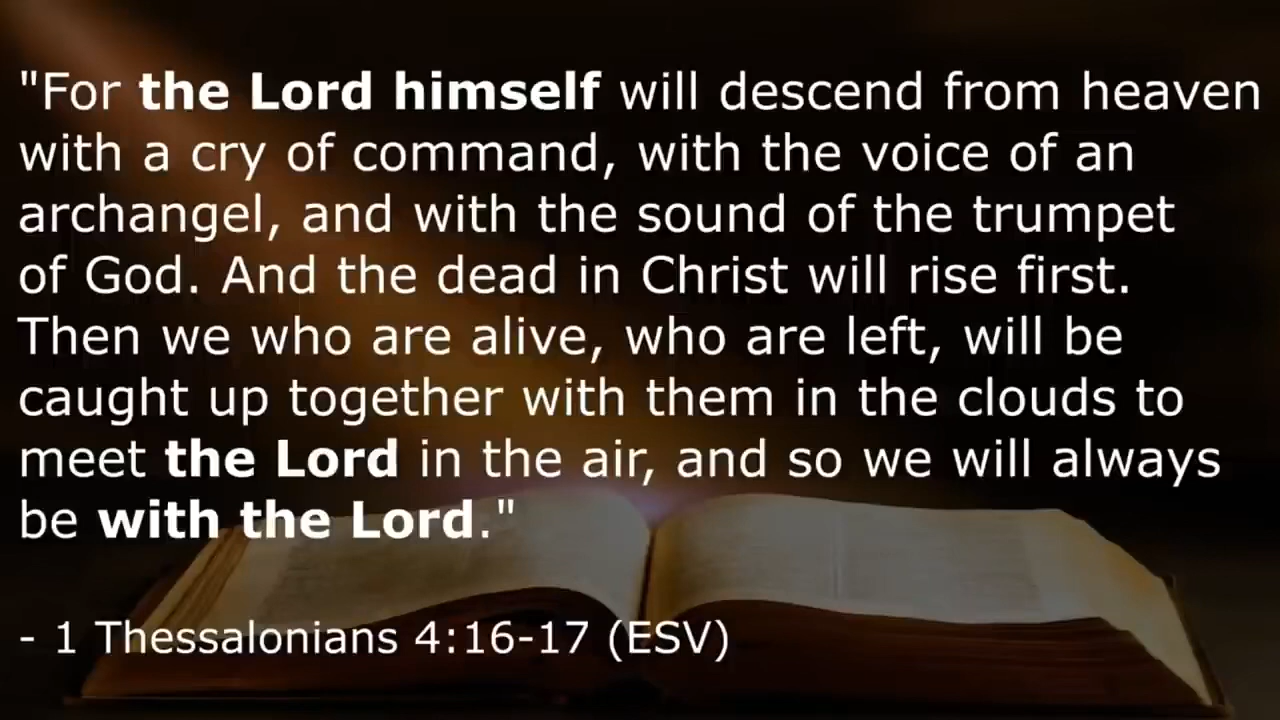 "For the Lord himself will descend from heaven
with a cry of command, with the voice of an
archangel, and with the sound of the trumpet
of God. And the dead in Christ will rise first.
Then we who are alive, who are left, will be
caught up together with them in the clouds to
meet the Lord in the air, and so we will always
be with the Lord."
- 1 Thessalonians 4:16-17 (ESV)